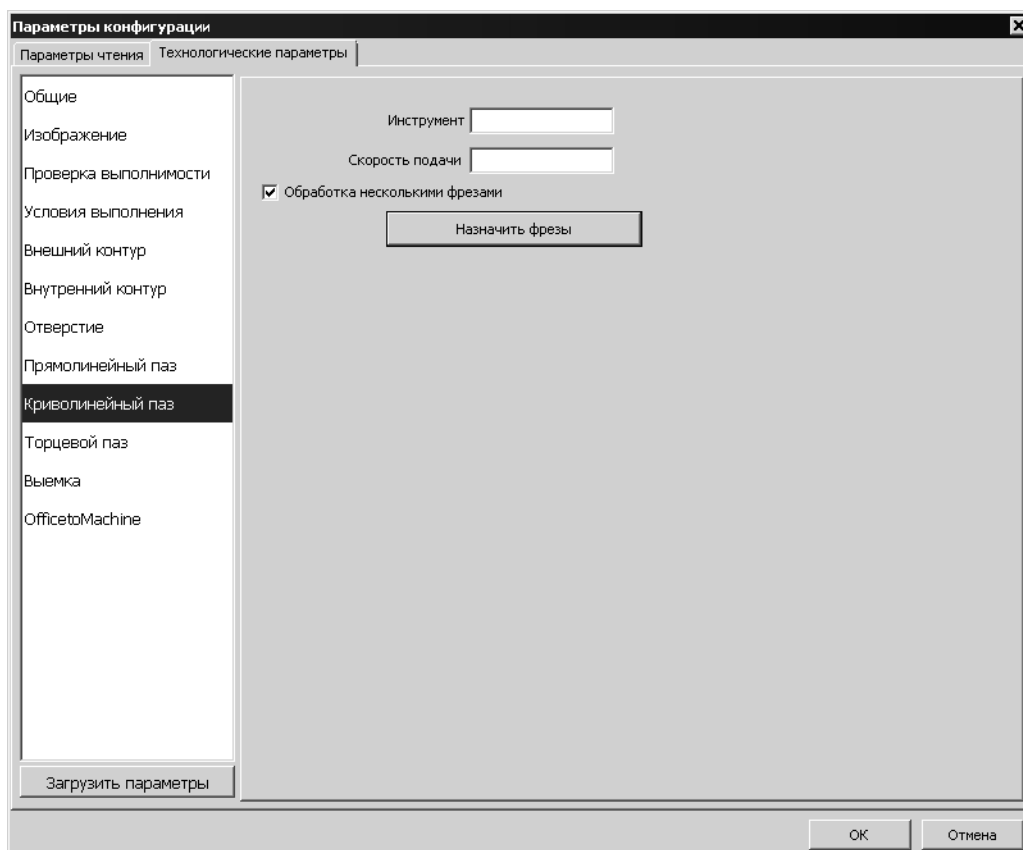 Параметры конфигурации
Параметры чтения
Технологические параметры
Общие
Изображение
Проверка выполнимости
Условия выполнения
Внешний контур
Внутренний контур
Отверстие
Прямолинейный паз
Криволинейный паз
Торцевой паз
Выемка
OfficetoMachine
Загрузить параметры
Инструмент
Скорость подачи
Обработка несколькими фрезами
Назначить фрезы
ОК
Отмена